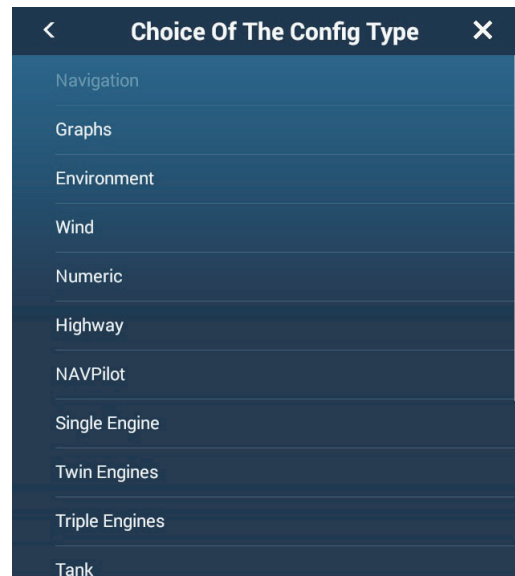 Choice Of The Config Type
Navigation
Graphs
Environment
Wind
Numeric
Highway
NAVPilot
Single Engine
Twin Engines
Triple Engines
Tank